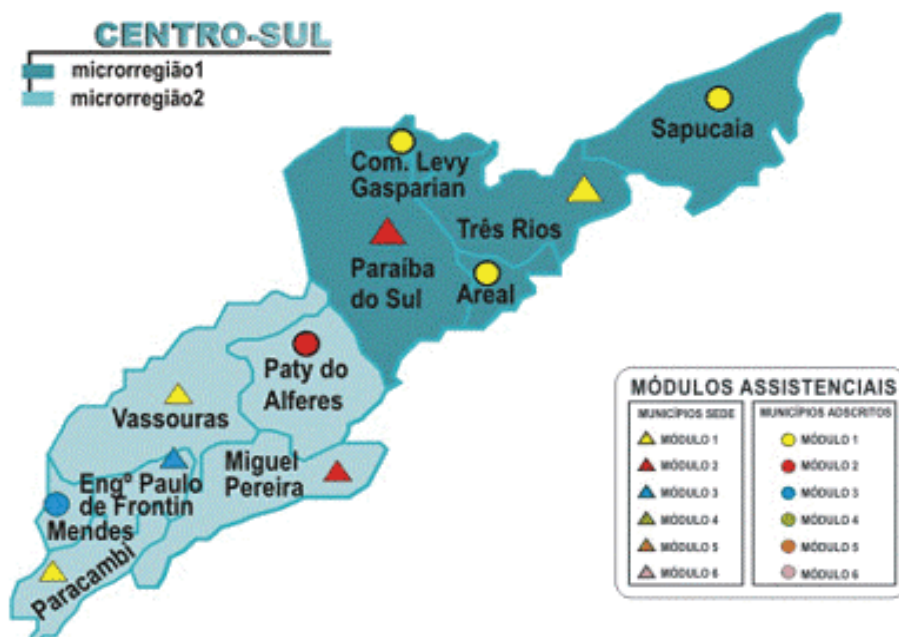 CENTRO-SUL
microrregião1
microrregião2
Sapucaia
Com. Levy
Gasparian
Três Rios
Paraíba
do Sul
Areal
Paty do
Alferes
Vassouras
Miguel
Pereira
Engº Paulo
de Frontin
Mendes
Paracambi
MÓDULOS ASSISTENCIAIS
MUNICÍPIOS SEDE
MÓDULO 1
MÓDULO 2
MÓDULO 3
MÓDULO 4
MÓDULO 5
MÓDULO 6
MUNICÍPIOS ADSCRITOS
MÓDULO 1
MÓDULO 2
MÓDULO 3
MÓDULO 4
MÓDULO 5
MÓDULO 6